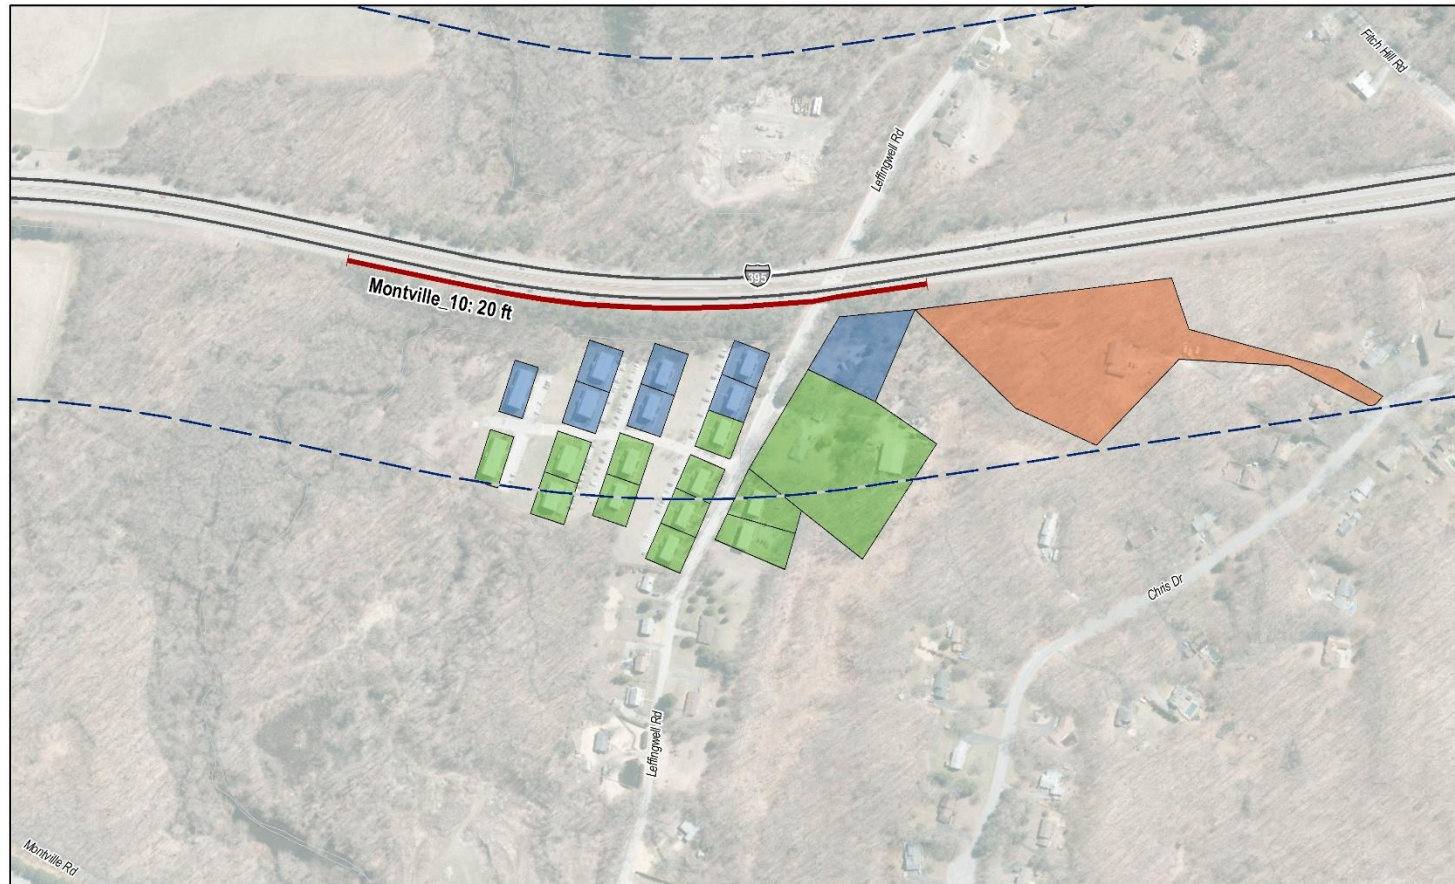 Fitch Hill Rd
Leffingwell Rd
395
Montville_10: 20 ft
Chris Dr
Leffingwell Rd
Montville Rd